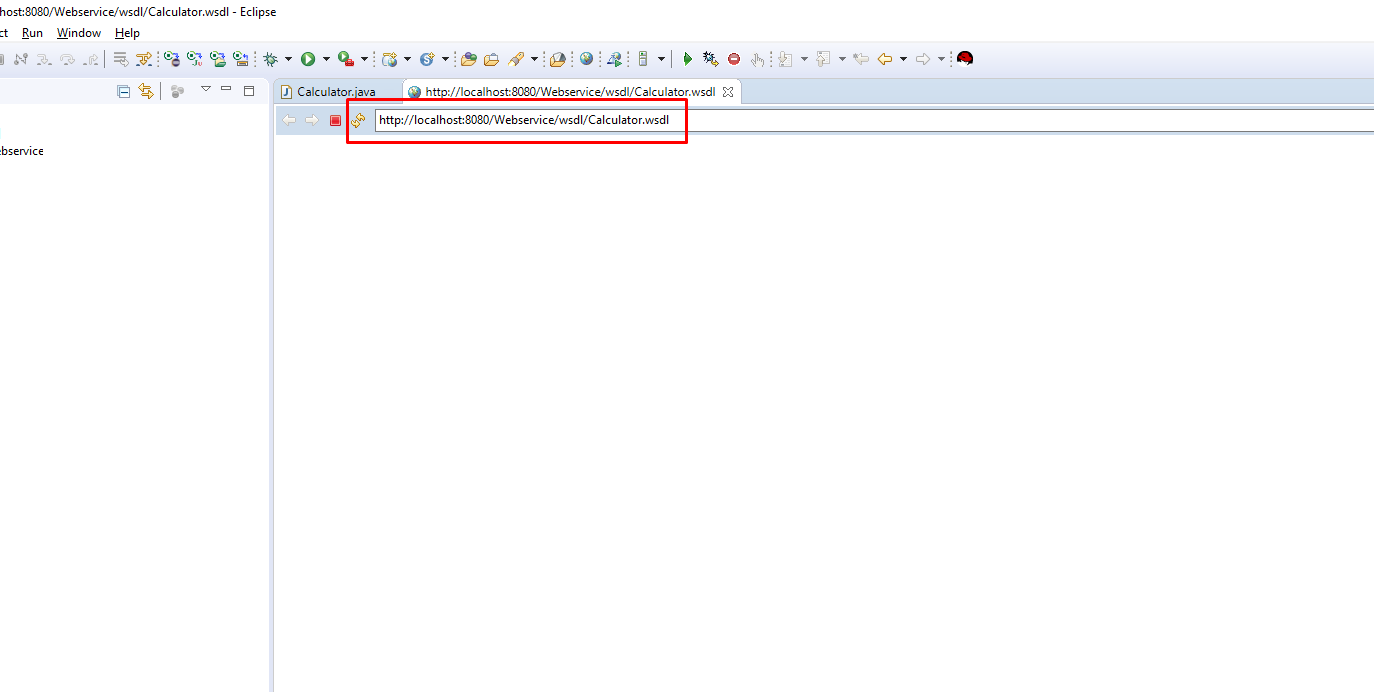 host:8080/Webservice/wsdl/Calculator.wsdl - Eclipse
ct Run Window Help
Calculator.java http://localhost:8080/Webservice/wsdl/Calculator.wsdl
http://localhost:8080/Webservice/wsdl/Calculator.wsdl
ebservice